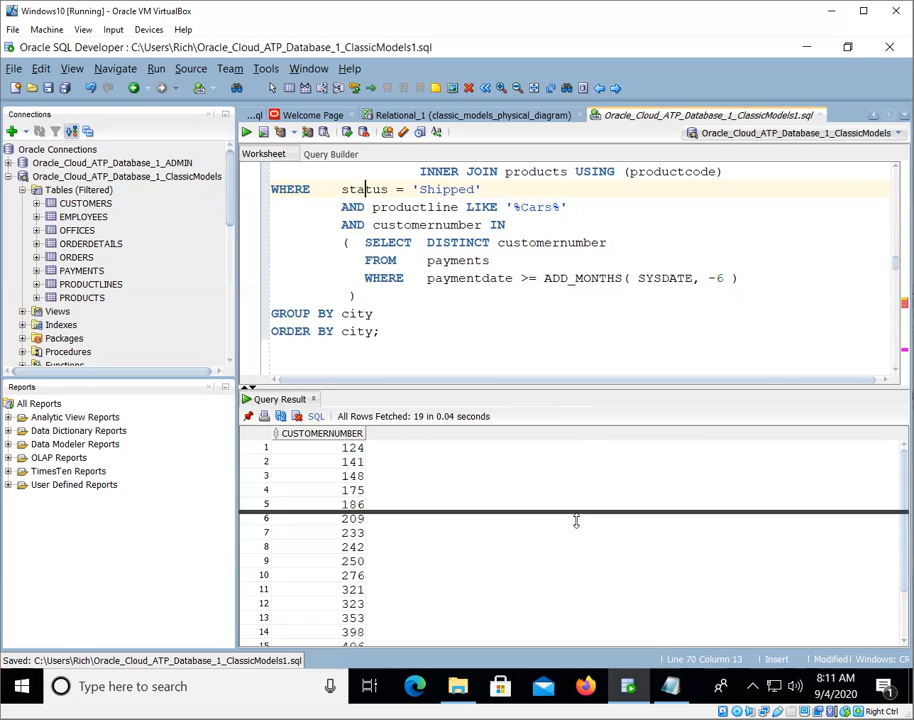 Windows10 [Running] - Oracle VM VirtualBox
File Machine View Input Devices Help
Oracle SQL Developer : C:\Users\Rich\Oracle_Cloud_ATP_Database_1_ClassicModels1.sql
File Edit View Navigate Run Source Team Tools Window Help
Connections
...ql Welcome Page Relational_1 (classic_models_physical_diagram) Oracle_Cloud_ATP_Database_1_ClassicModels1.sql
Oracle_Cloud_ATP_Database_1_ClassicModels
Worksheet Query Builder
Oracle Connections
Oracle_Cloud_ATP_Database_1_ADMIN
Oracle_Cloud_ATP_Database_1_ClassicModels
Tables (Filtered)
CUSTOMERS
EMPLOYEES
OFFICES
ORDERDETAILS
ORDERS
PAYMENTS
PRODUCTLINES
PRODUCTS
Views
Indexes
Packages
Procedures
Functions
INNER JOIN products USING (productcode)
WHERE status = 'Shipped'
AND productline LIKE '%Cars%'
AND customernumber IN
( SELECT DISTINCT customernumber
FROM payments
WHERE paymentdate >= ADD_MONTHS( SYSDATE, -6 )
)
GROUP BY city
ORDER BY city;
Reports
All Reports
Analytic View Reports
Data Dictionary Reports
Data Modeler Reports
OLAP Reports
TimesTen Reports
User Defined Reports
Query Result
SQL All Rows Fetched: 19 in 0.04 seconds
CUSTOMERNUMBER
1 124
2 141
3 148
4 175
5 186
6 209
7 233
8 242
9 250
10 276
11 321
12 323
13 353
14 398
15
Saved: C:\Users\Rich\Oracle_Cloud_ATP_Database_1_ClassicModels1.sql
Line 70 Column 13 Insert Modified Windows: CR
Type here to search
8:11 AM
9/4/2020
1
Right Ctrl